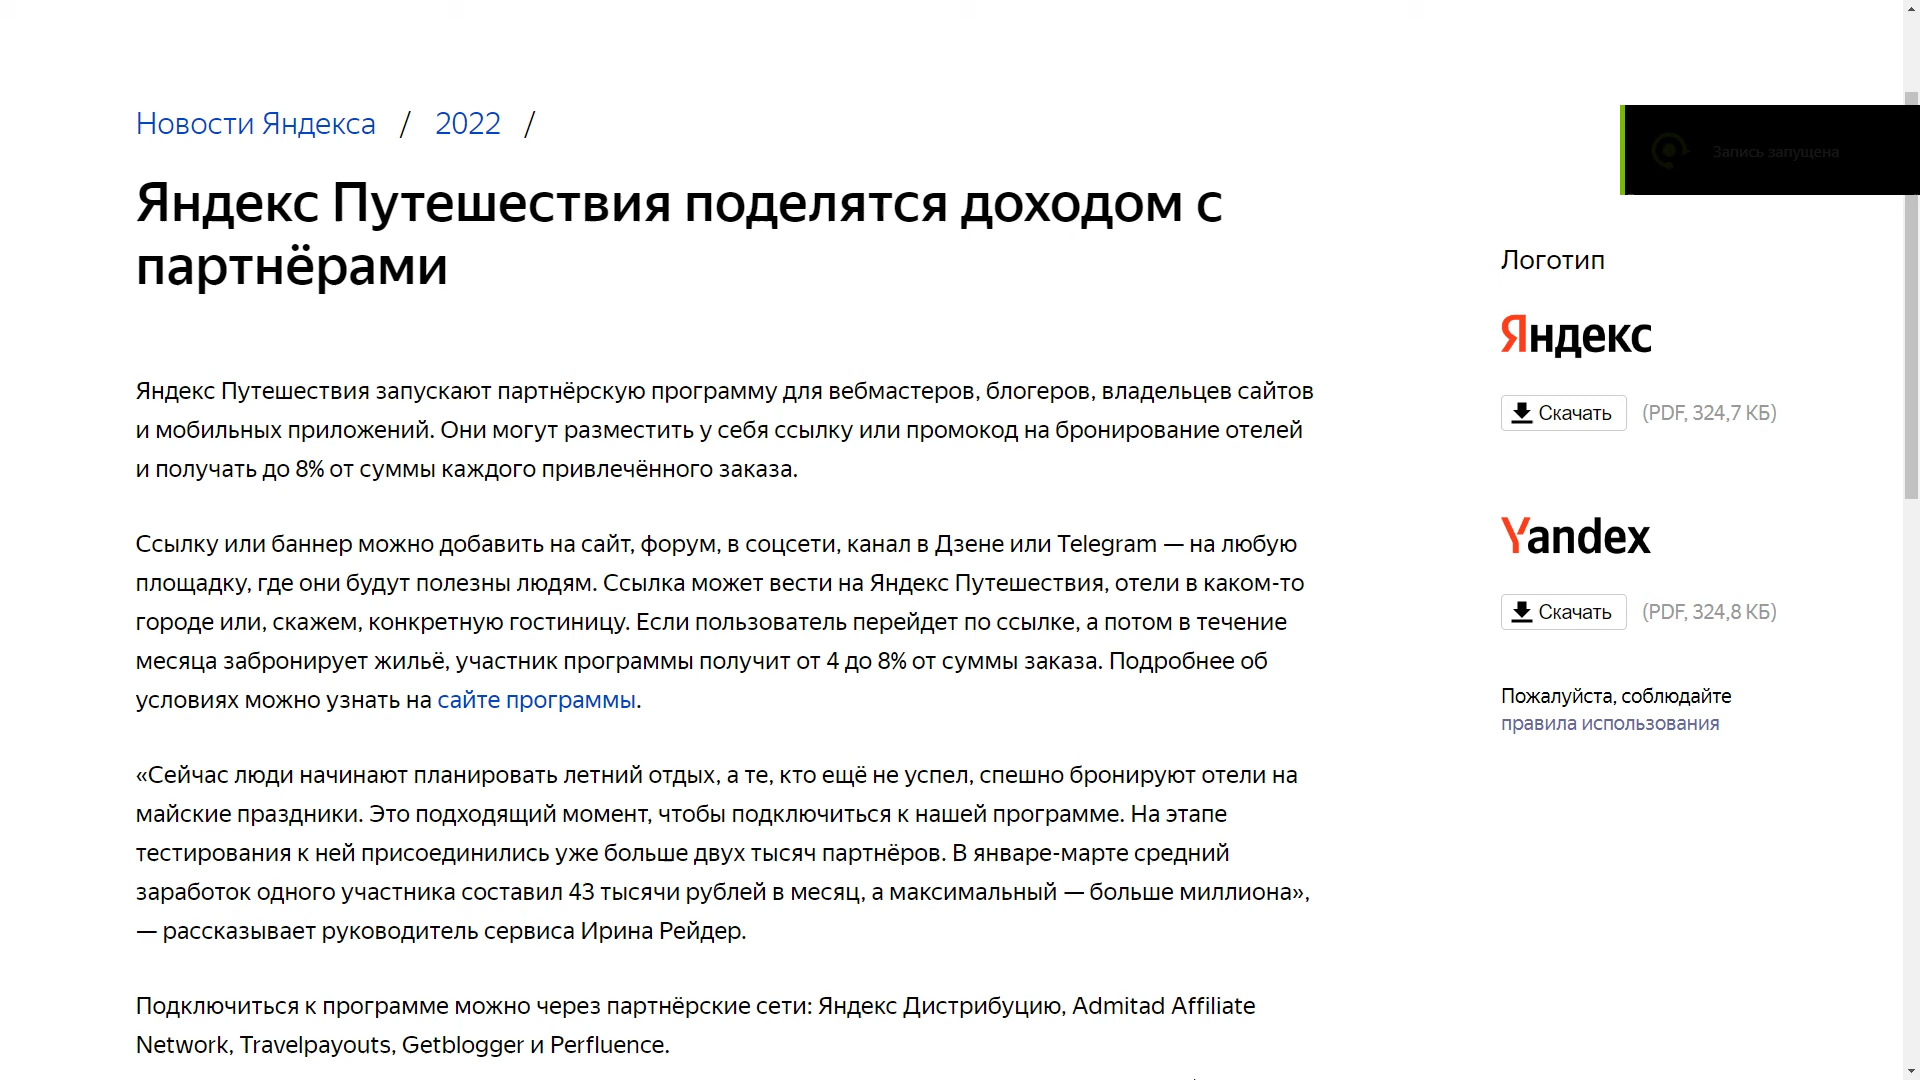 Новости Яндекса / 2022 /
Запись запущена
Яндекс Путешествия поделятся доходом с
партнёрами
Логотип
Яндекс
Скачать (PDF, 324,7 КБ)
Yandex
Скачать (PDF, 324,8 КБ)
Пожалуйста, соблюдайте
правила использования
Яндекс Путешествия запускают партнёрскую программу для вебмастеров, блогеров, владельцев сайтов
и мобильных приложений. Они могут разместить у себя ссылку или промокод на бронирование отелей
и получать до 8% от суммы каждого привлечённого заказа.
Ссылку или баннер можно добавить на сайт, форум, в соцсети, канал в Дзене или Telegram — на любую
площадку, где они будут полезны людям. Ссылка может вести на Яндекс Путешествия, отели в каком-то
городе или, скажем, конкретную гостиницу. Если пользователь перейдет по ссылке, а потом в течение
месяца забронирует жильё, участник программы получит от 4 до 8% от суммы заказа. Подробнее об
условиях можно узнать на сайте программы.
«Сейчас люди начинают планировать летний отдых, а те, кто ещё не успел, спешно бронируют отели на
майские праздники. Это подходящий момент, чтобы подключиться к нашей программе. На этапе
тестирования к ней присоединились уже больше двух тысяч партнёров. В январе-марте средний
заработок одного участника составил 43 тысячи рублей в месяц, а максимальный — больше миллиона»,
— рассказывает руководитель сервиса Ирина Рейдер.
Подключиться к программе можно через партнёрские сети: Яндекс Дистрибуцию, Admitad Affiliate
Network, Travelpayouts, Getblogger и Perfluence.